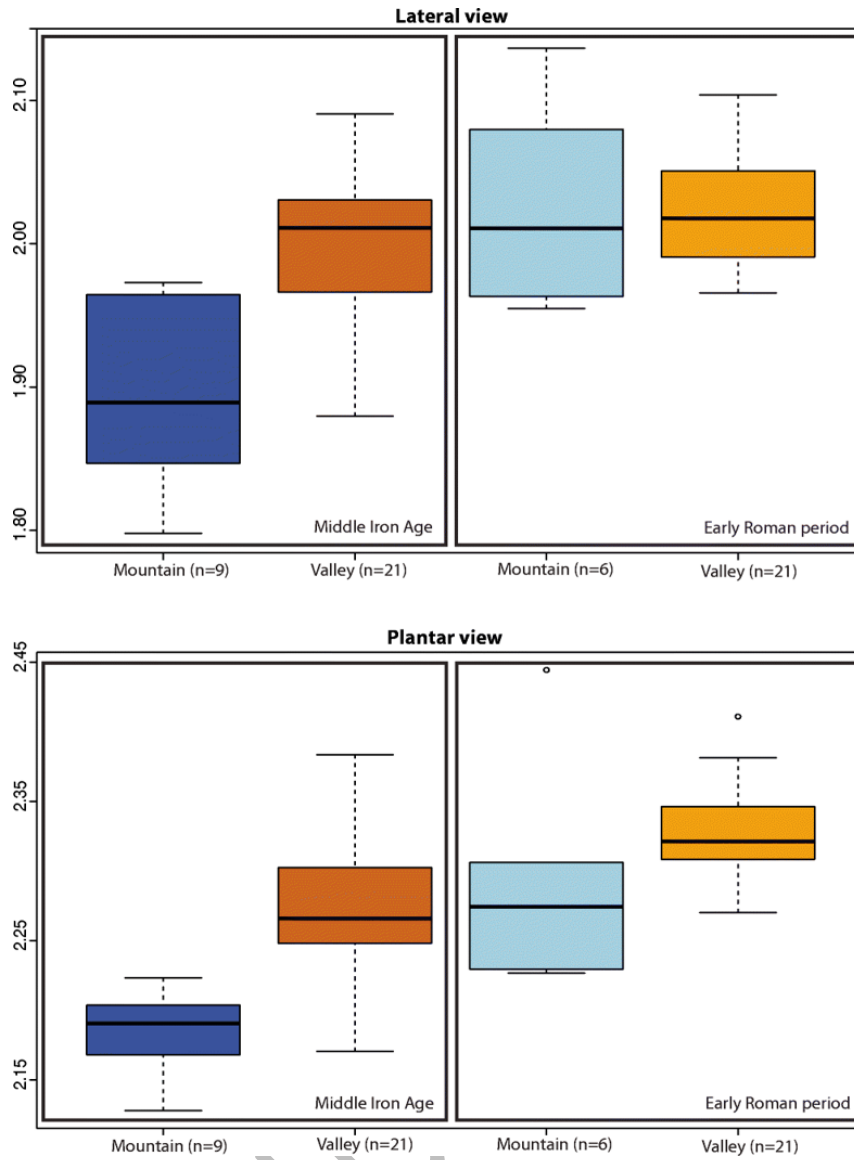 Lateral view
2.10
2.00
1.90
1.80
Middle Iron Age
Early Roman period
Mountain (n=9)
Valley (n=21)
Mountain (n=6)
Valley (n=21)
Plantar view
2.45
2.35
2.25
2.15
Middle Iron Age
Early Roman period
Mountain (n=9)
Valley (n=21)
Mountain (n=6)
Valley (n=21)